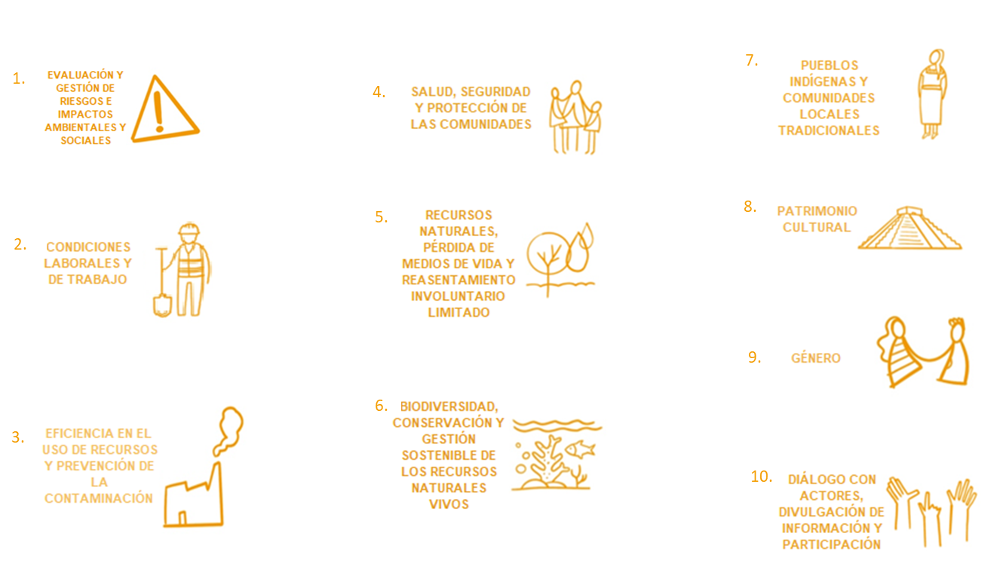 1.
EVALUACIÓN Y
GESTIÓN DE
RIESGOS E
IMPACTOS
AMBIENTALES Y
SOCIALES
2.
CONDICIONES
LABORALES Y
DE TRABAJO
3.
EFICIENCIA EN EL
USO DE RECURSOS
Y PREVENCIÓN DE
LA
CONTAMINACIÓN
4.
SALUD, SEGURIDAD
Y PROTECCIÓN DE
LAS COMUNIDADES
5.
RECURSOS
NATURALES,
PÉRDIDA DE
MEDIOS DE VIDA Y
REASENTAMIENTO
INVOLUNTARIO
LIMITADO
6.
BIODIVERSIDAD,
CONSERVACIÓN Y
GESTIÓN
SOSTENIBLE DE
LOS RECURSOS
NATURALES
VIVOS
7.
PUEBLOS
INDÍGENAS Y
COMUNIDADES
LOCALES
TRADICIONALES
8.
PATRIMONIO
CULTURAL
9.
GÉNERO
10.
DIÁLOGO CON
ACTORES,
DIVULGACIÓN DE
INFORMACIÓN Y
PARTICIPACIÓN